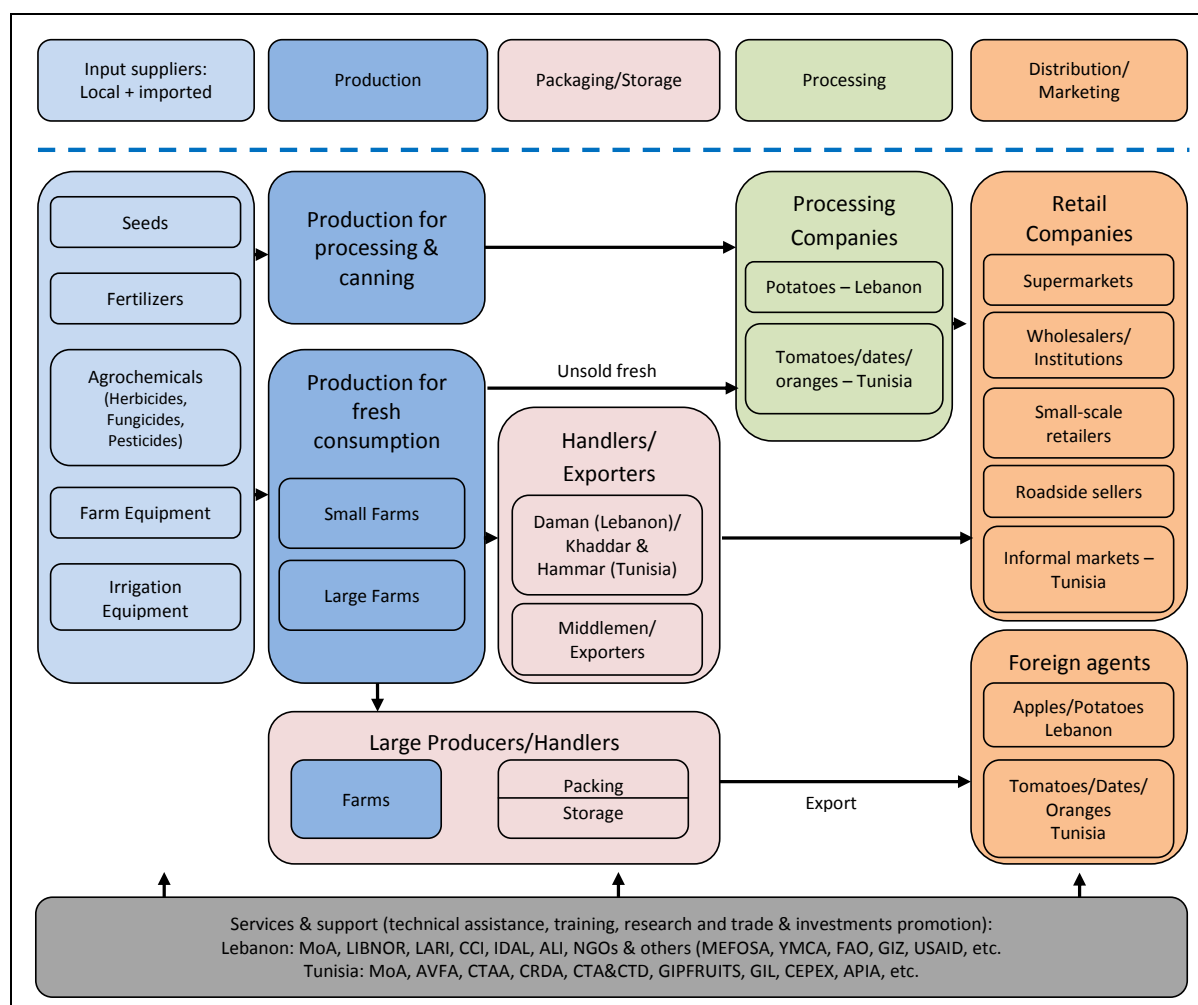 Input suppliers:
Local + imported
Production
Packaging/Storage
Processing
Distribution/
Marketing
Seeds
Fertilizers
Agrochemicals
(Herbicides,
Fungicides,
Pesticides)
Farm Equipment
Irrigation
Equipment
Production for
processing &
canning
Production for
fresh
consumption
Small Farms
Large Farms
Unsold fresh
Handlers/
Exporters
Daman (Lebanon)/
Khaddar &
Hammar (Tunisia)
Middlemen/
Exporters
Processing
Companies
Potatoes – Lebanon
Tomatoes/dates/
oranges – Tunisia
Retail
Companies
Supermarkets
Wholesalers/
Institutions
Small-scale
retailers
Roadside sellers
Informal markets –
Tunisia
Large Producers/Handlers
Farms
Packing
Storage
Export
Foreign agents
Apples/Potatoes
Lebanon
Tomatoes/Dates/
Oranges
Tunisia
Services & support (technical assistance, training, research and trade & investments promotion):
Lebanon: MoA, LIBNOR, LARI, CCI, IDAL, ALI, NGOs & others (MEFOSA, YMCA, FAO, GIZ, USAID, etc.
Tunisia: MoA, AVFA, CTAA, CRDA, CTA&CTD, GIPFRUITS, GIL, CEPEX, APIA, etc.